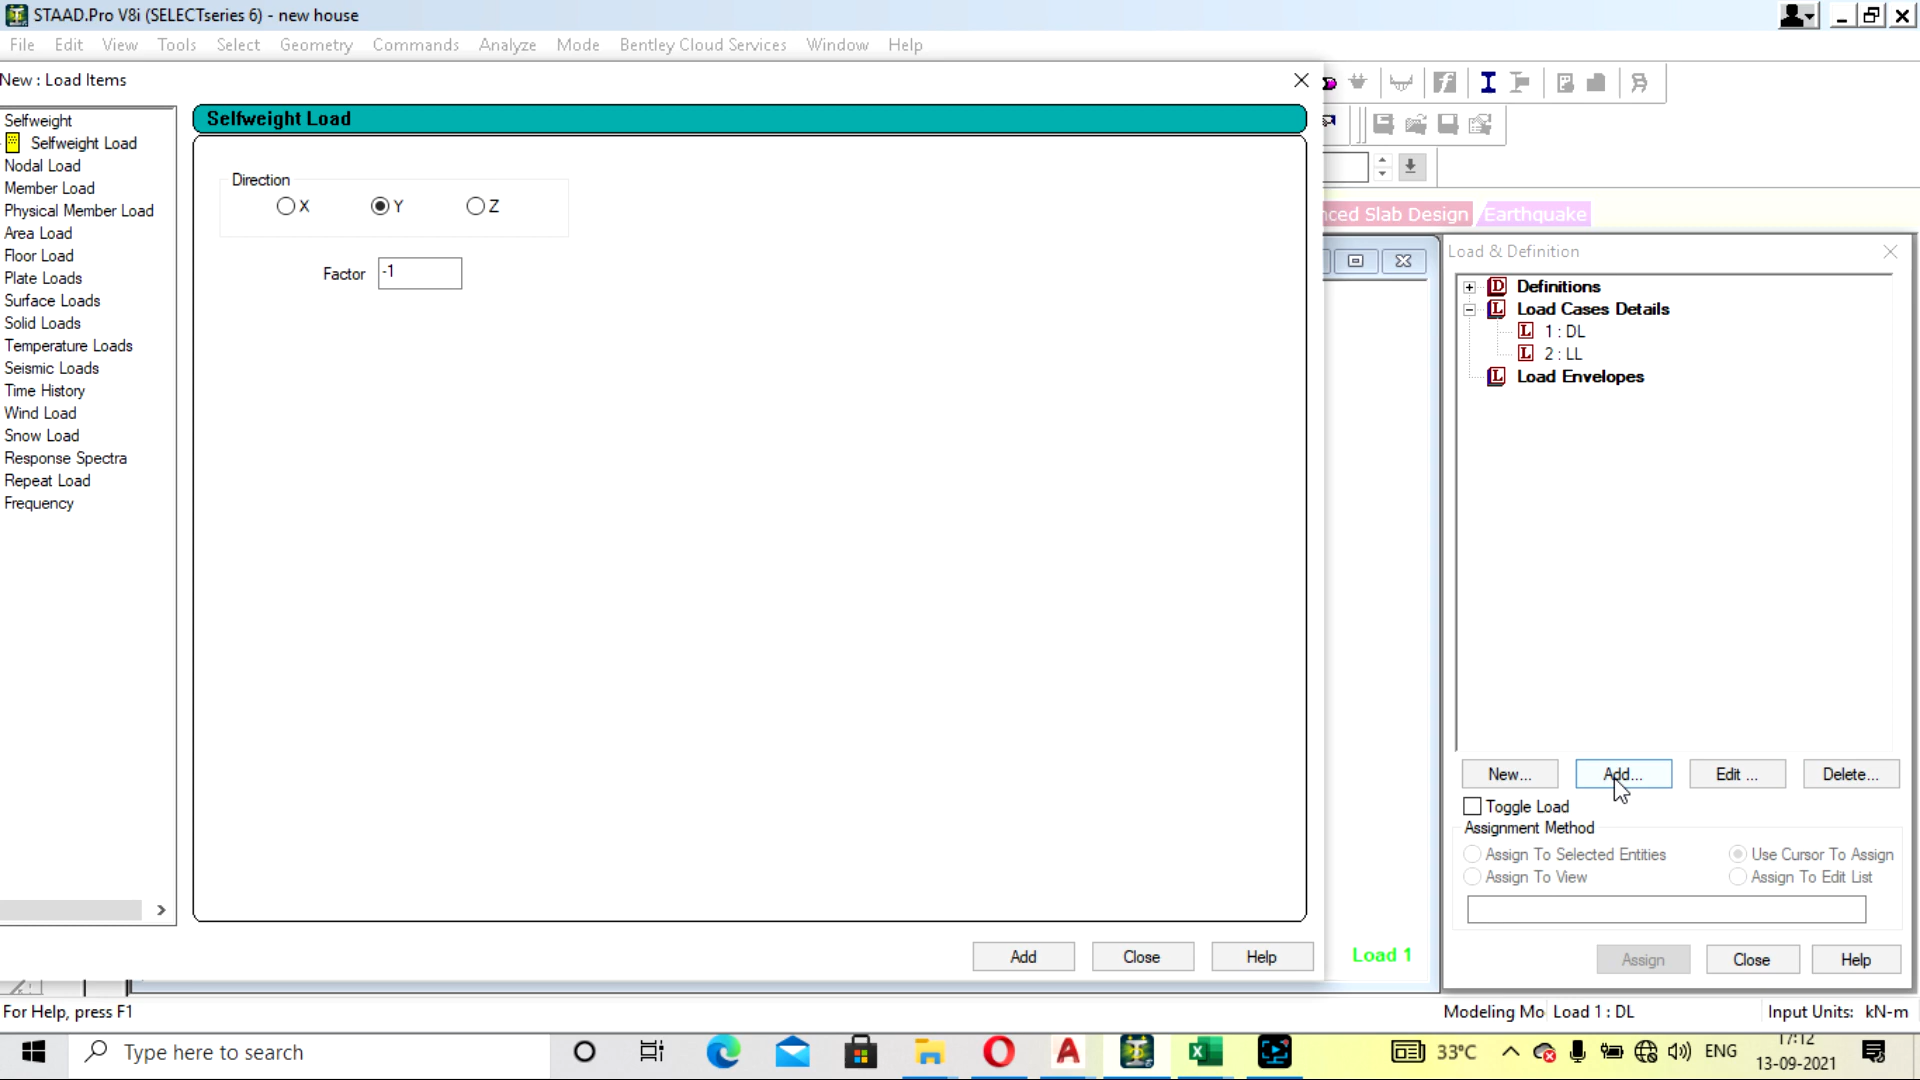 STAAD.Pro V8i (SELECTseries 6) - new house
File Edit View Tools Select Geometry Commands Analyze Mode Bentley Cloud Services Window Help
New : Load Items
Selfweight
Selfweight Load
Nodal Load
Member Load
Physical Member Load
Area Load
Floor Load
Plate Loads
Surface Loads
Solid Loads
Temperature Loads
Seismic Loads
Time History
Wind Load
Snow Load
Response Spectra
Repeat Load
Frequency
Selfweight Load
Direction
X Y Z
Factor -1
Add Close Help
Load 1
nced Slab Design Earthquake
Load & Definition
Definitions
Load Cases Details
1 : DL
2 : LL
Load Envelopes
New... Add... Edit ... Delete...
Toggle Load
Assignment Method
Assign To Selected Entities Use Cursor To Assign
Assign To View Assign To Edit List
Assign Close Help
For Help, press F1 Modeling Mo Load 1 : DL Input Units: kN-m
Type here to search 33°C ENG 17:12
13-09-2021